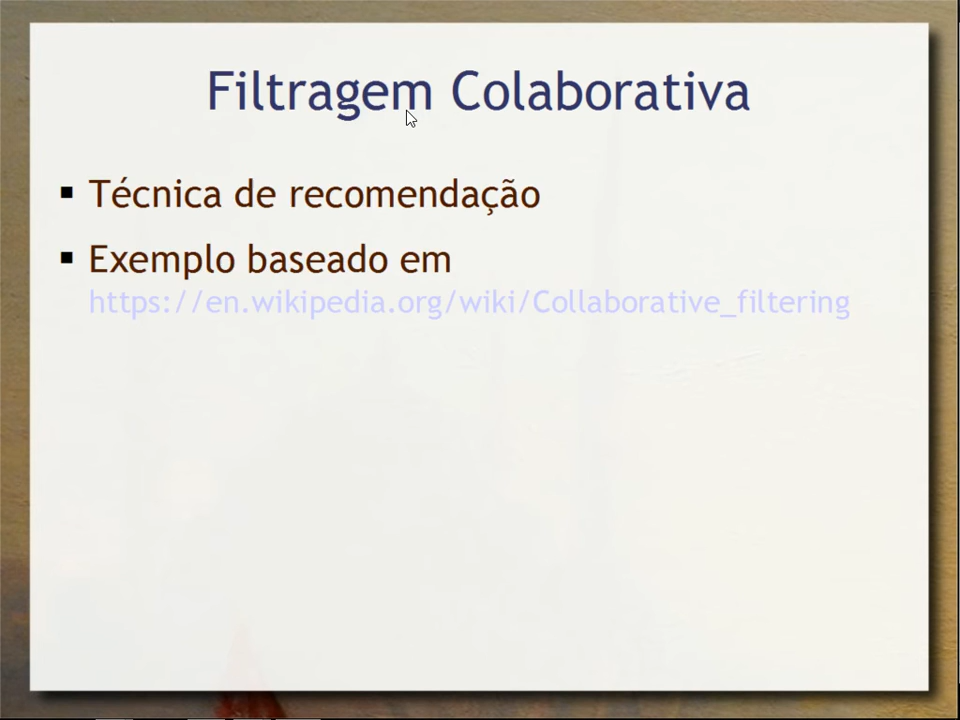 Filtragem Colaborativa
▪ Técnica de recomendação
▪ Exemplo baseado em
https://en.wikipedia.org/wiki/Collaborative_filtering